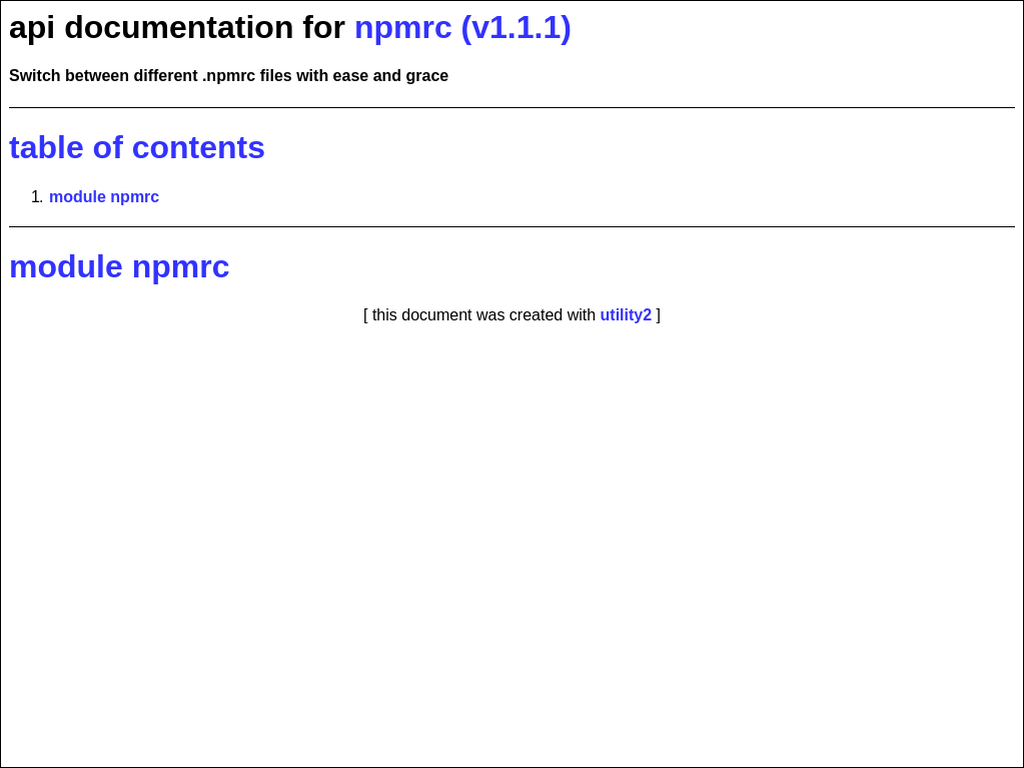 api documentation for npmrc (v1.1.1)
Switch between different .npmrc files with ease and grace
table of contents
1. module npmrc
module npmrc
[ this document was created with utility2 ]